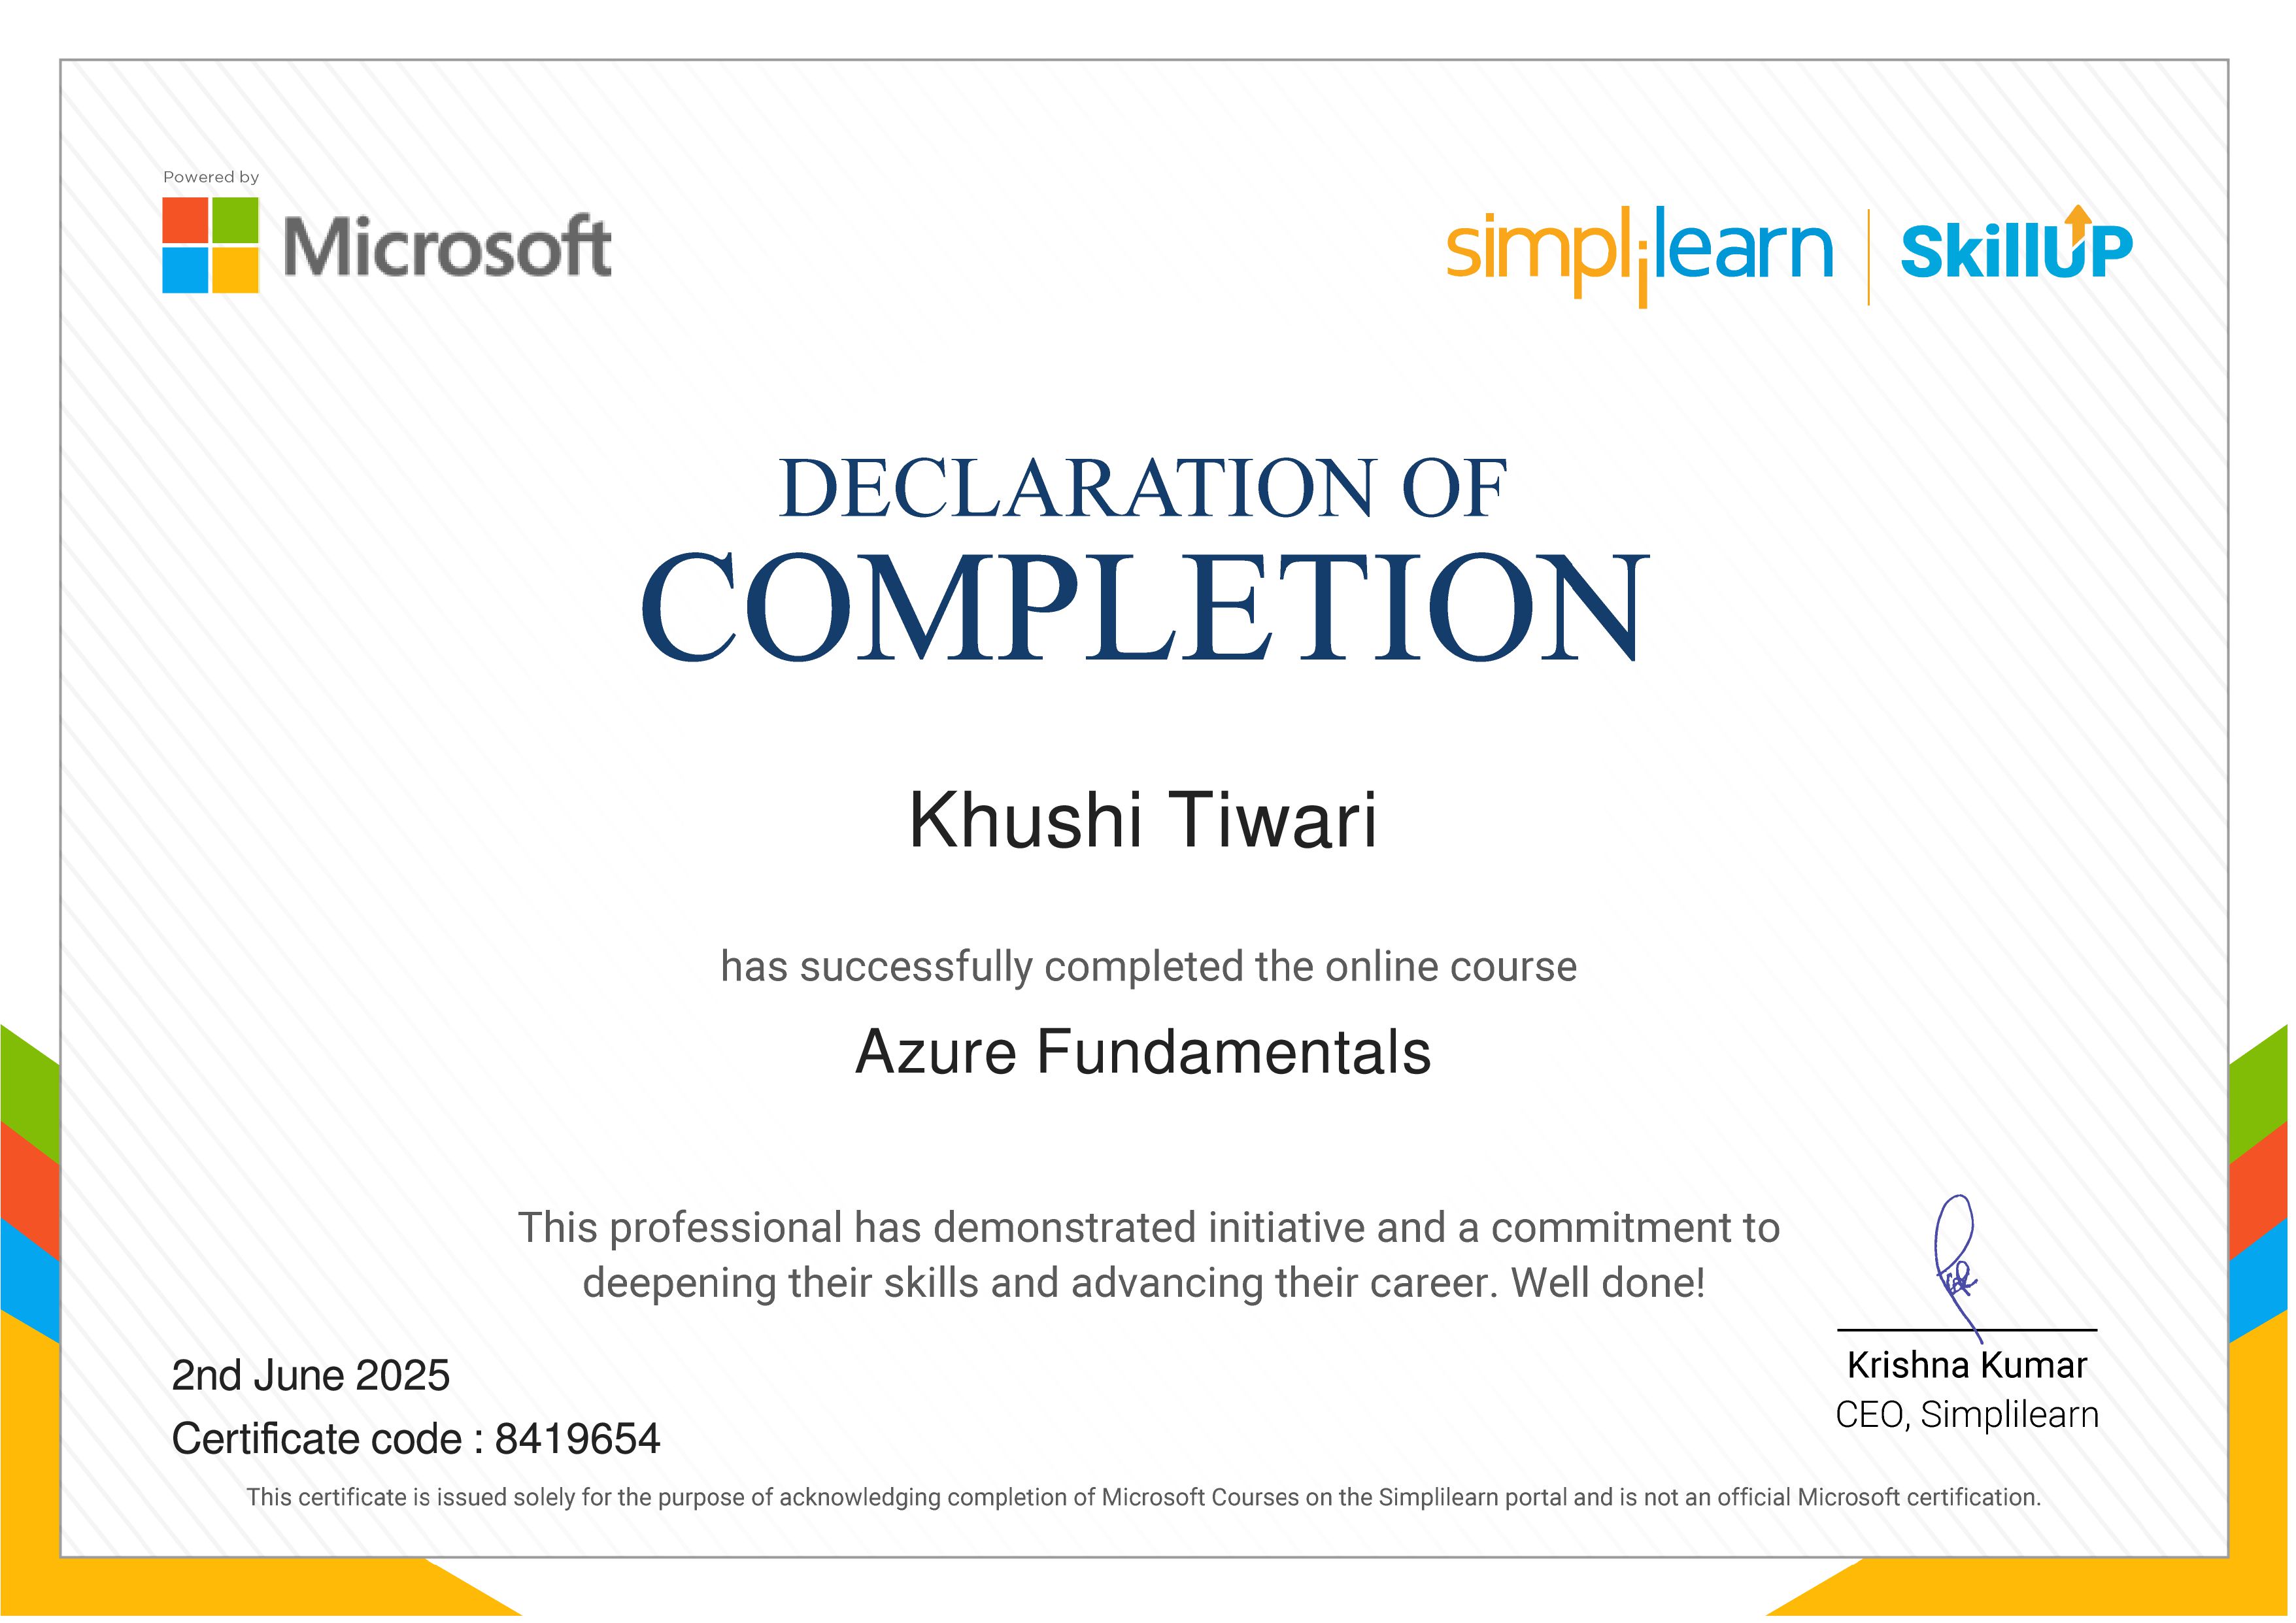 Powered by
Microsoft
simplilearn | SkillUP
DECLARATION OF
COMPLETION
Khushi Tiwari
has successfully completed the online course
Azure Fundamentals
This professional has demonstrated initiative and a commitment to
deepening their skills and advancing their career. Well done!
2nd June 2025
Certificate code : 8419654
Krishna Kumar
CEO, Simplilearn
This certificate is issued solely for the purpose of acknowledging completion of Microsoft Courses on the Simplilearn portal and is not an official Microsoft certification.